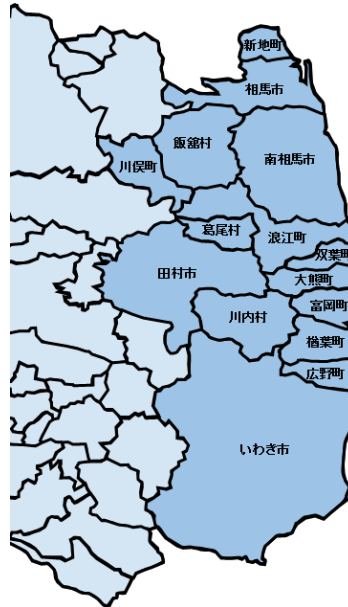 新地町
相馬市
飯舘村
川俣町
南相馬市
葛尾村
浪江町
双葉町
田村市
大熊町
川内村
富岡町
楢葉町
広野町
いわき市